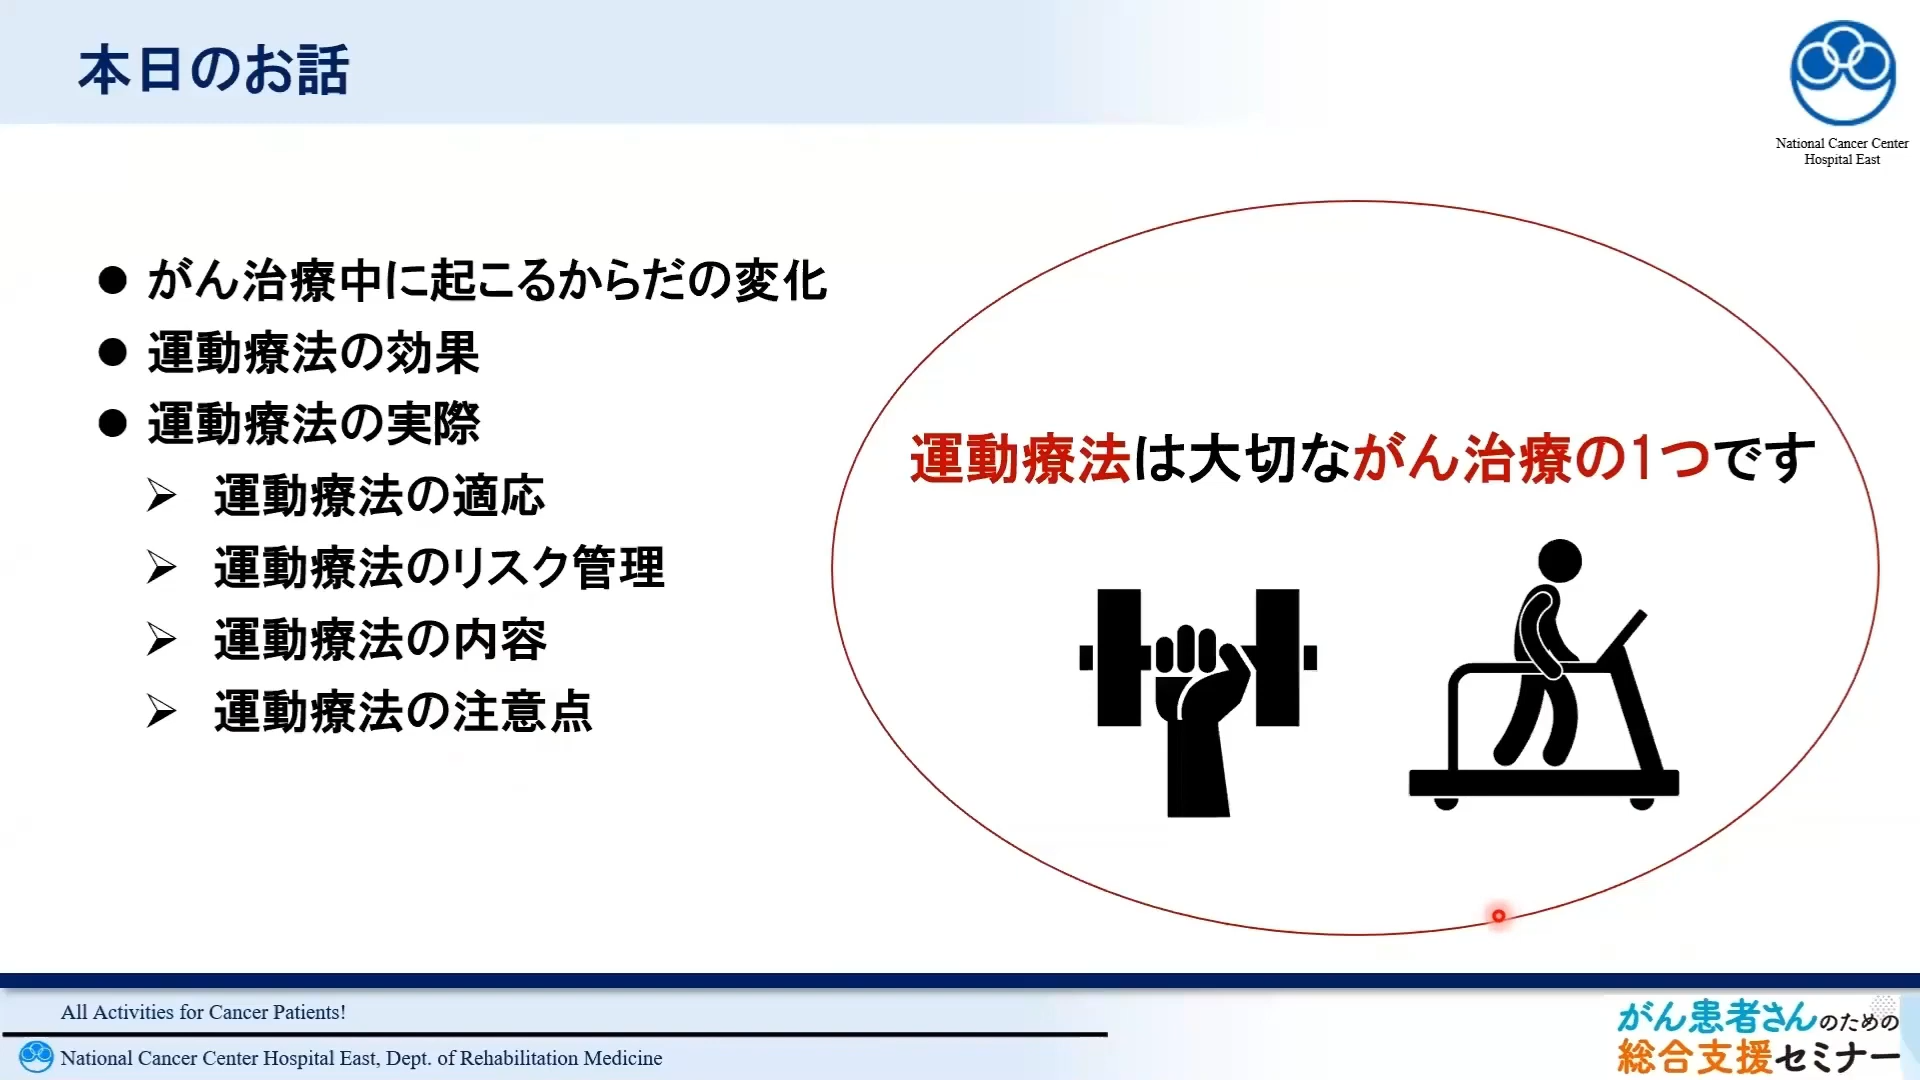 本日のお話
National Cancer Center
Hospital East
● がん治療中に起こるからだの変化
● 運動療法の効果
● 運動療法の実際
➢ 運動療法の適応
➢ 運動療法のリスク管理
➢ 運動療法の内容
➢ 運動療法の注意点
運動療法は大切ながん治療の1つです
All Activities for Cancer Patients!
National Cancer Center Hospital East, Dept. of Rehabilitation Medicine
がん患者さんのための
総合支援セミナー